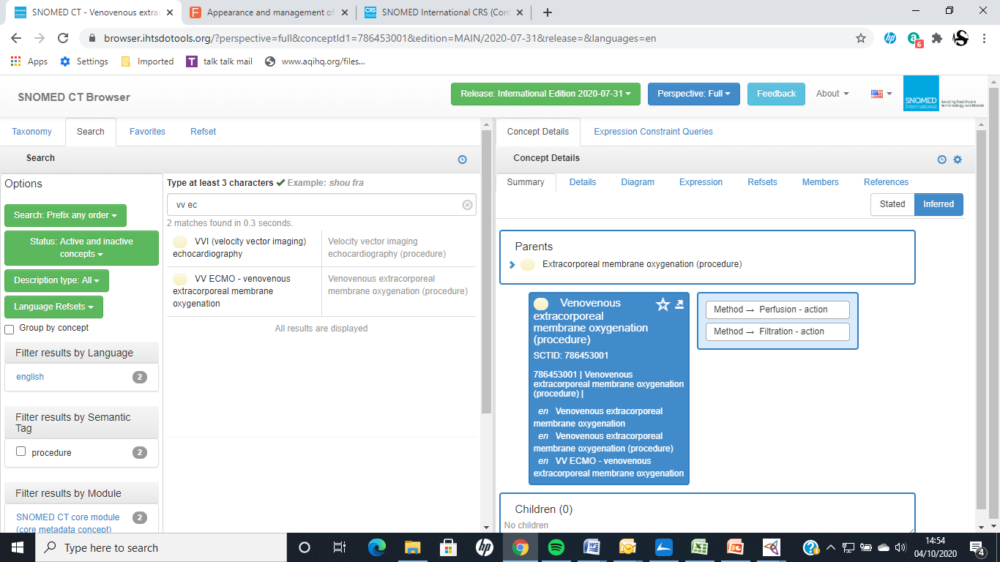 SNOMED CT - Venovenous extra
Appearance and management of
SNOMED International CRS (Con
browser.ihtsdotools.org/?perspective=full&conceptId1=786453001&edition=MAIN/2020-07-31&release=&languages=en
6
Apps
Settings
Imported
talk talk mail
www.aqihq.org/files...
SNOMED CT Browser
Release: International Edition 2020-07-31
Perspective: Full
Feedback
About
SNOMED
International
Leading healthcare
terminology, worldwide
Taxonomy
Search
Favorites
Refset
Search
Options
Search: Prefix any order
Status: Active and inactive
concepts
Description type: All
Language Refsets
Group by concept
Filter results by Language
english 2
Filter results by Semantic
Tag
procedure 2
Filter results by Module
SNOMED CT core module 2
(core metadata concept)
Type at least 3 characters ✔ Example: shou fra
vv ec
2 matches found in 0.3 seconds.
VVI (velocity vector imaging)
echocardiography
Velocity vector imaging
echocardiography (procedure)
VV ECMO - venovenous
extracorporeal membrane
oxygenation
Venovenous extracorporeal
membrane oxygenation (procedure)
All results are displayed
Concept Details
Expression Constraint Queries
Concept Details
Summary
Details
Diagram
Expression
Refsets
Members
References
Stated
Inferred
Parents
Extracorporeal membrane oxygenation (procedure)
Venovenous
extracorporeal
membrane oxygenation
(procedure)
SCTID: 786453001
786453001 | Venovenous
extracorporeal membrane oxygenation
(procedure) |
en Venovenous extracorporeal
membrane oxygenation
en Venovenous extracorporeal
membrane oxygenation (procedure)
en VV ECMO - venovenous
extracorporeal membrane oxygenation
Method → Perfusion - action
Method → Filtration - action
Children (0)
No children
Type here to search
14:54
04/10/2020
4